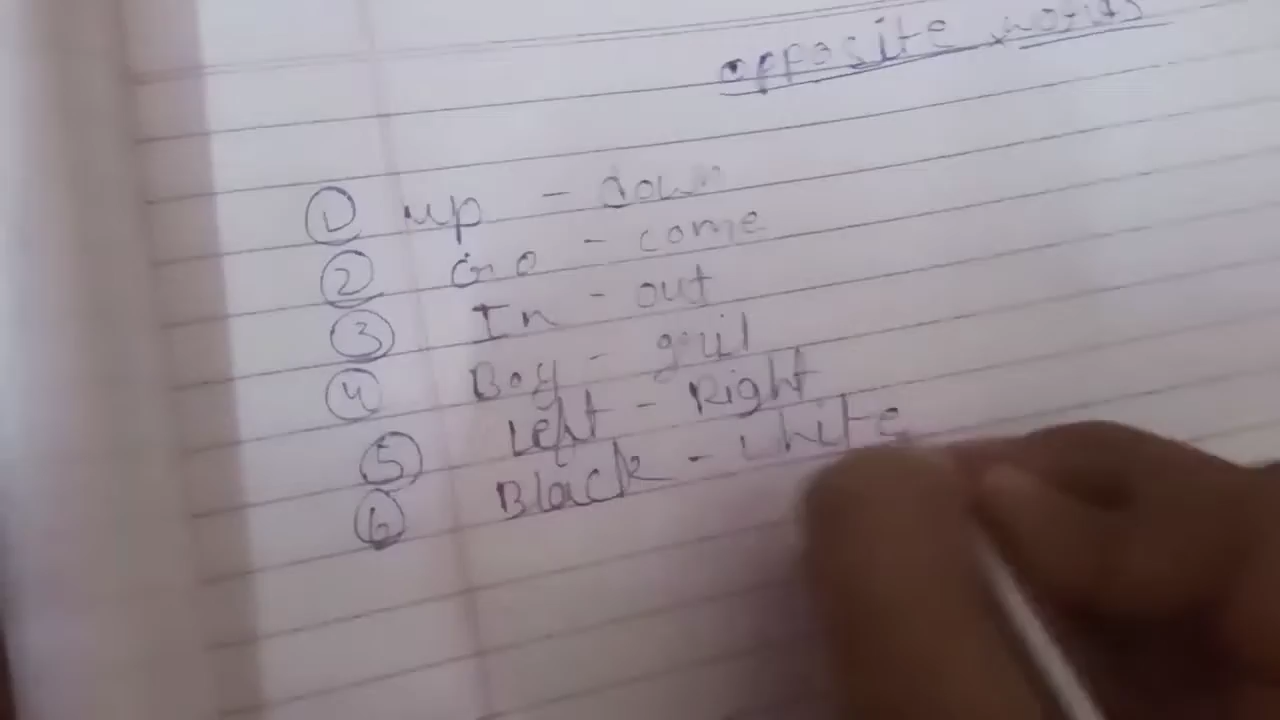 opposite words
① up - down
② Go - come
③ In - out
④ Boy - gril
⑤ Left - Right
⑥ Black - white